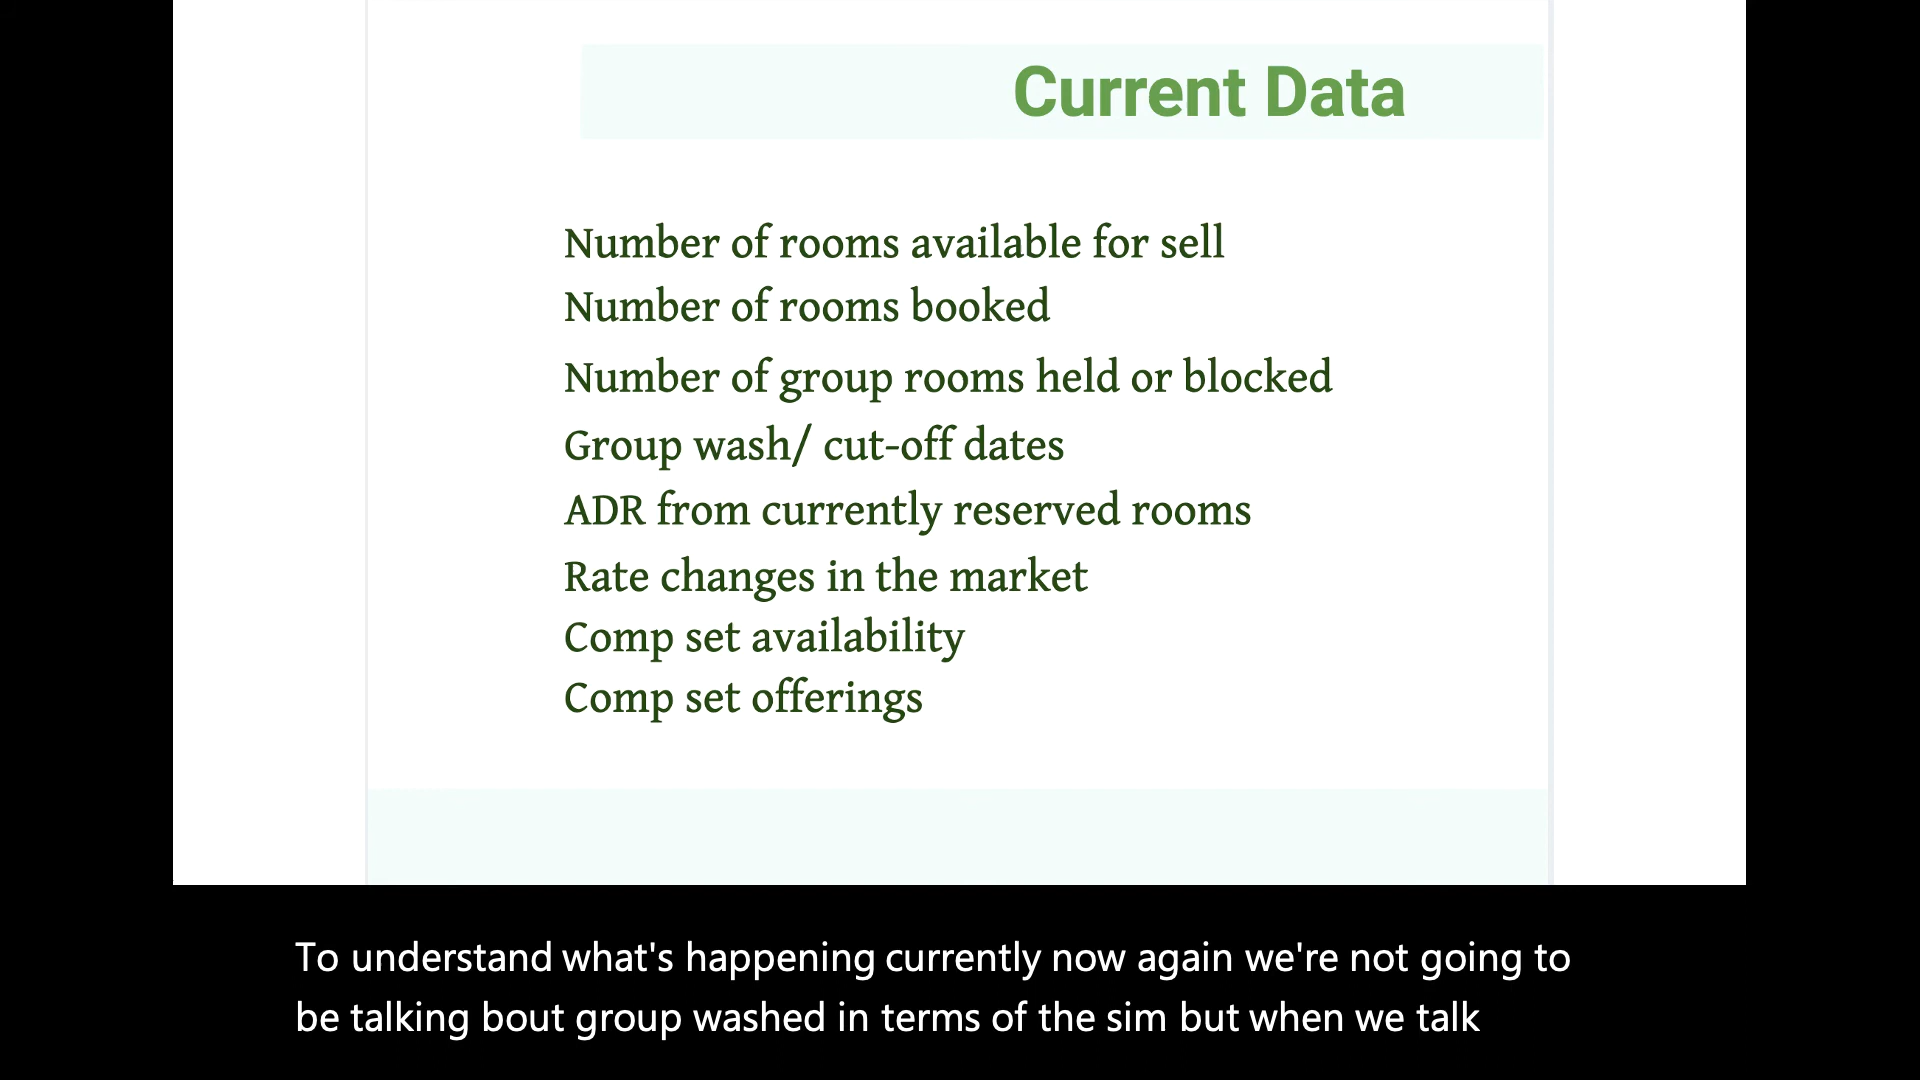 Current Data
Number of rooms available for sell
Number of rooms booked
Number of group rooms held or blocked
Group wash/ cut-off dates
ADR from currently reserved rooms
Rate changes in the market
Comp set availability
Comp set offerings
To understand what's happening currently now again we're not going to
be talking bout group washed in terms of the sim but when we talk